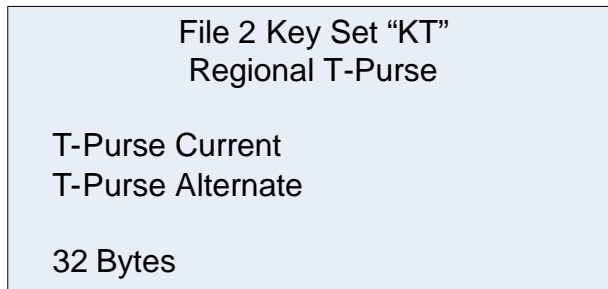 File 2 Key Set “KT”
Regional T-Purse
T-Purse Current
T-Purse Alternate
32 Bytes